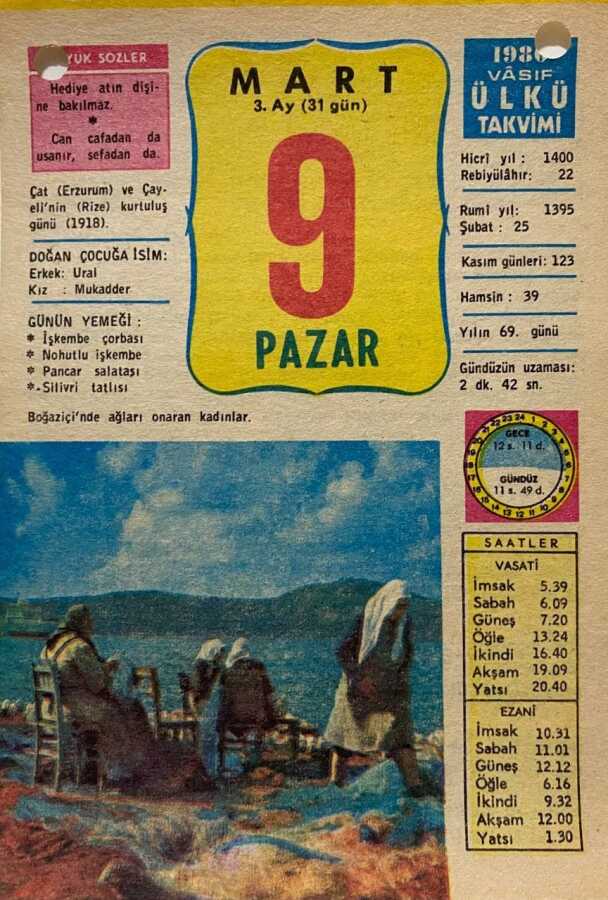 YÜK SÖZLER
Hediye atın dişi-
ne bakılmaz.
*
Can cafadan da
usanır, sefadan da.
Çat (Erzurum) ve Çay-
eli'nin (Rize) kurtuluş
günü (1918).
DOĞAN ÇOCUĞA İSİM:
Erkek: Ural
Kız : Mukadder
GÜNÜN YEMEĞİ :
* İşkembe çorbası
* Nohutlu işkembe
* Pancar salatası
*-Silivri tatlısı
MART
3. Ay (31 gün)
9
PAZAR
1980
VÂSIF
ÜLKÜ
TAKVİMİ
Hicrî yıl : 1400
Rebiyülâhır: 22
Rumî yıl: 1395
Şubat : 25
Kasım günleri: 123
Hamsin : 39
Yılın 69. günü
Gündüzün uzaması:
2 dk. 42 sn.
Boğaziçi'nde ağları onaran kadınlar.
GECE
12 s. 11 d.
GÜNDÜZ
11 s. 49 d.
SAATLER
VASATİ
İmsak 5.39
Sabah 6.09
Güneş 7.20
Öğle 13.24
İkindi 16.40
Akşam 19.09
Yatsı 20.40
EZANİ
İmsak 10.31
Sabah 11.01
Güneş 12.12
Öğle 6.16
İkindi 9.32
Akşam 12.00
Yatsı 1.30